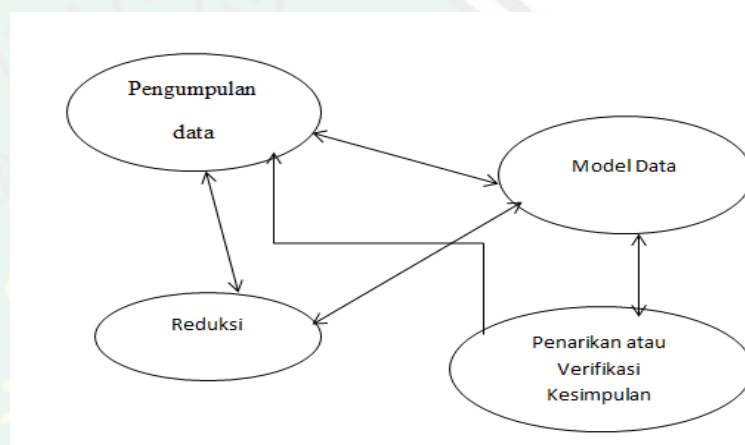 Pengumpulan
data
Model Data
Reduksi
Penarikan atau
Verifikasi
Kesimpulan